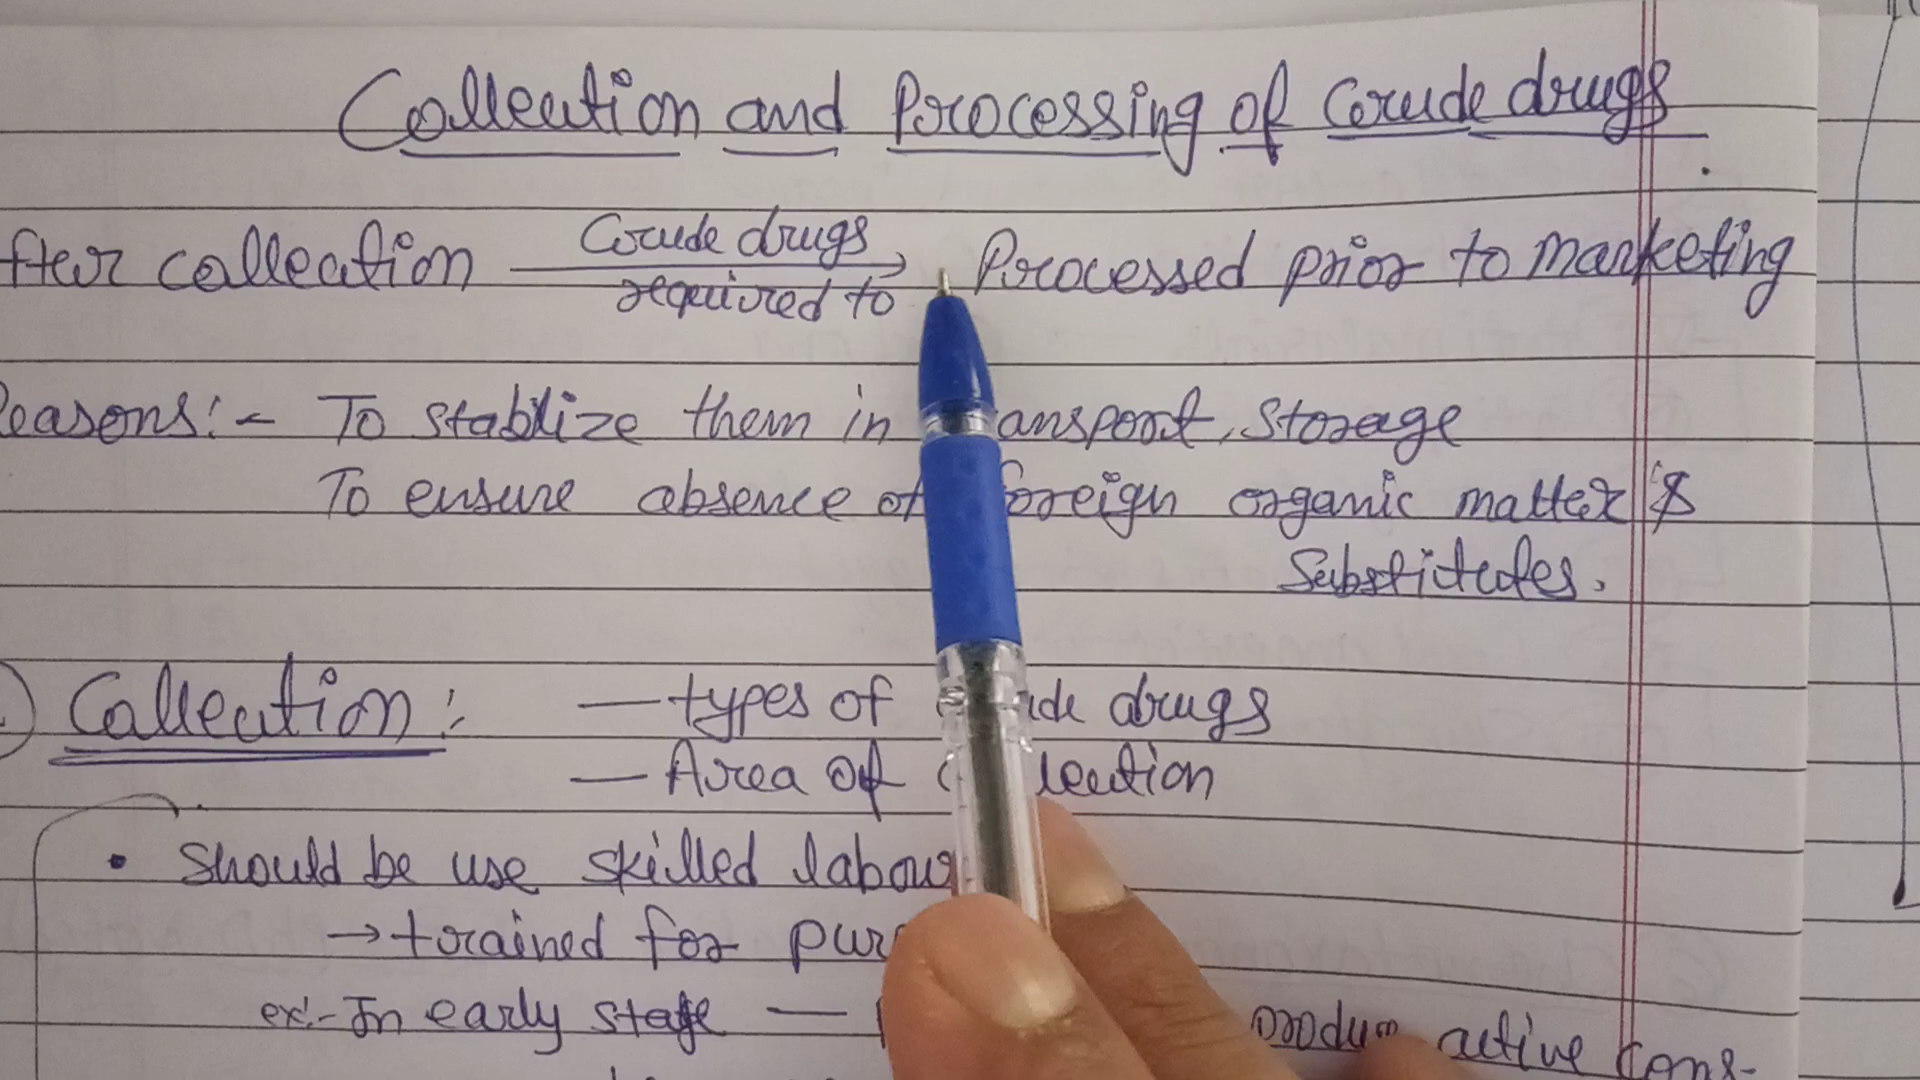 Collection and Processing of Crude drugs.
fter collection Crude drugs required to Processed prior to marketing
easons:- To stablize them in ansport, Storage
To ensure absence of foreign organic matter &
Substitutes.
Collection: — types of ude drugs
— Area of lection
• should be use skilled labour
→ trained for pur
ex:- In early stage — produ active cons-